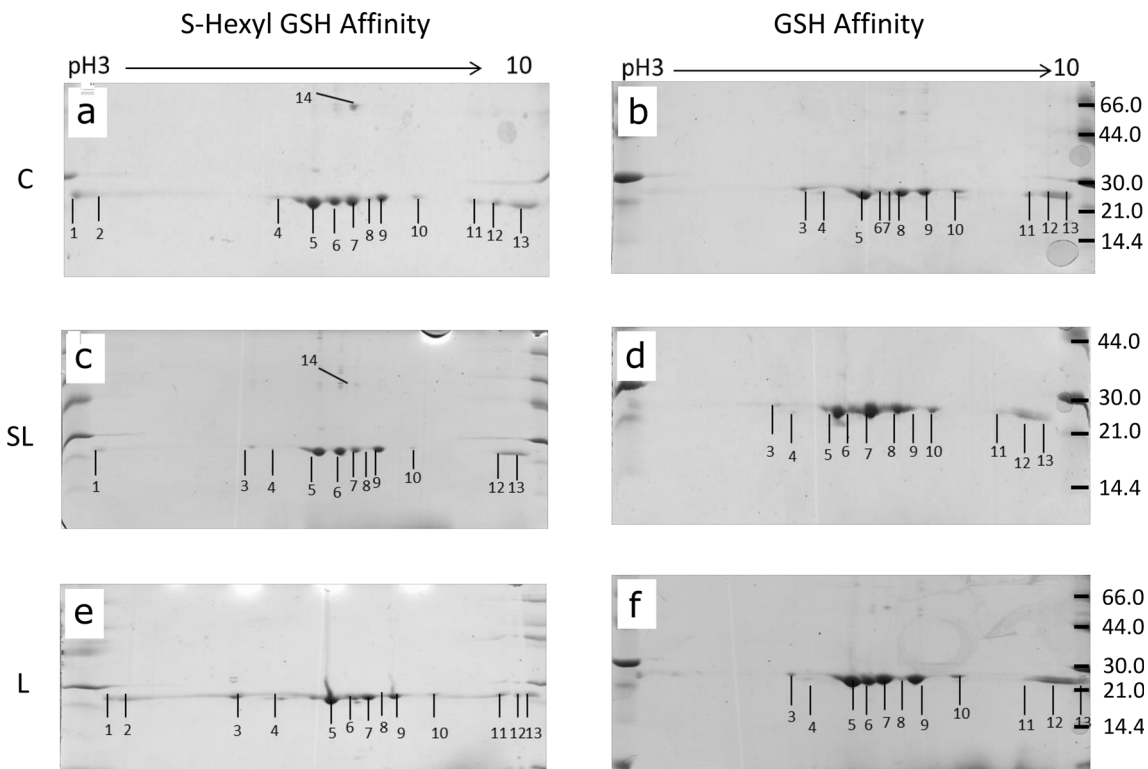 S-Hexyl GSH Affinity
GSH Affinity
pH3 10
pH3 10
C
a
14
1 2 4 5 6 7 8 9 10 11 12 13
b
3 4 5 6 7 8 9 10 11 12 13
66.0
44.0
30.0
21.0
14.4
SL
c
14
1 3 4 5 6 7 8 9 10 12 13
d
3 4 5 6 7 8 9 10 11 12 13
44.0
30.0
21.0
14.4
L
e
1 2 3 4 5 6 7 8 9 10 11 12 13
f
3 4 5 6 7 8 9 10 11 12 13
66.0
44.0
30.0
21.0
14.4